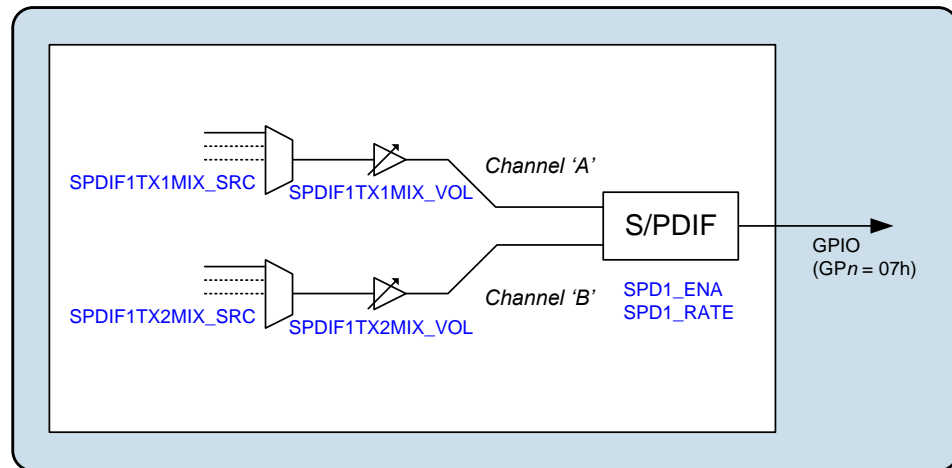 SPDIF1TX1MIX_SRC
SPDIF1TX1MIX_VOL
Channel ‘A’
SPDIF1TX2MIX_SRC
SPDIF1TX2MIX_VOL
Channel ‘B’
S/PDIF
SPD1_ENA
SPD1_RATE
GPIO
(GPn = 07h)